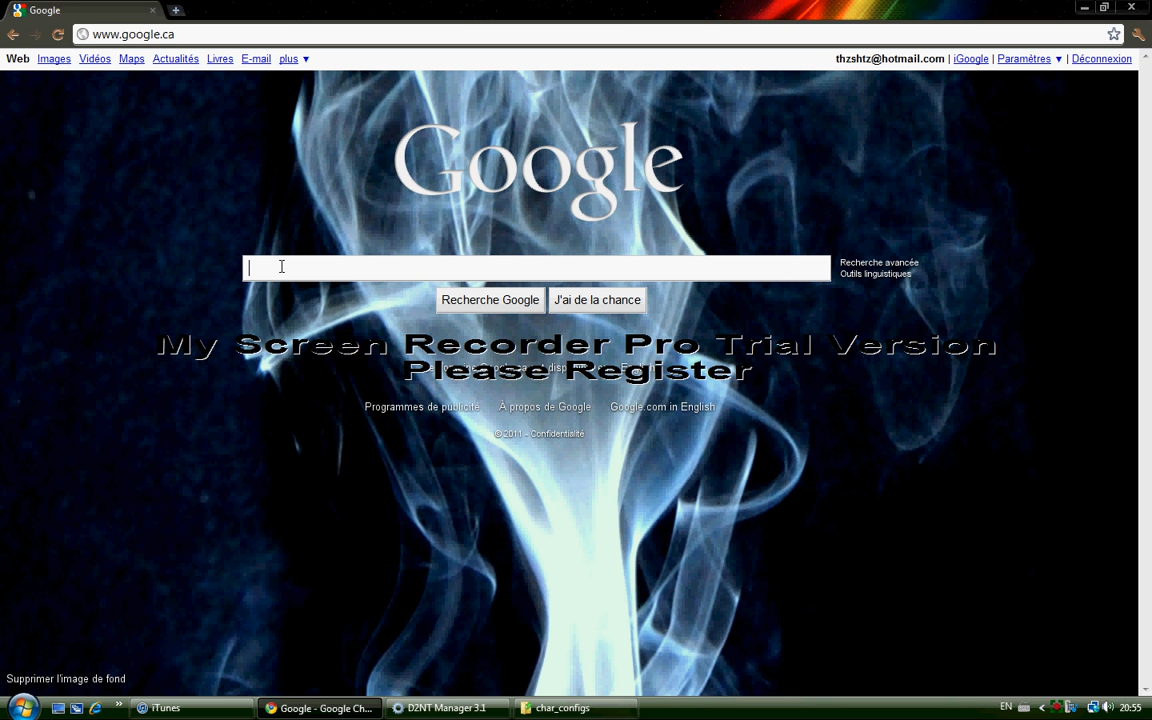 Google
www.google.ca
Web Images Vidéos Maps Actualités Livres E-mail plus ▼
thzshtz@hotmail.com | iGoogle | Paramètres ▼ | Déconnexion
Google
Recherche avancée
Outils linguistiques
Recherche Google J'ai de la chance
My Screen Recorder Pro Trial Version
Please Register
Programmes de publicité À propos de Google Google.com in English
© 2011 - Confidentialité
Supprimer l'image de fond
iTunes Google - Google Ch... D2NT Manager 3.1 char_configs EN 20:55